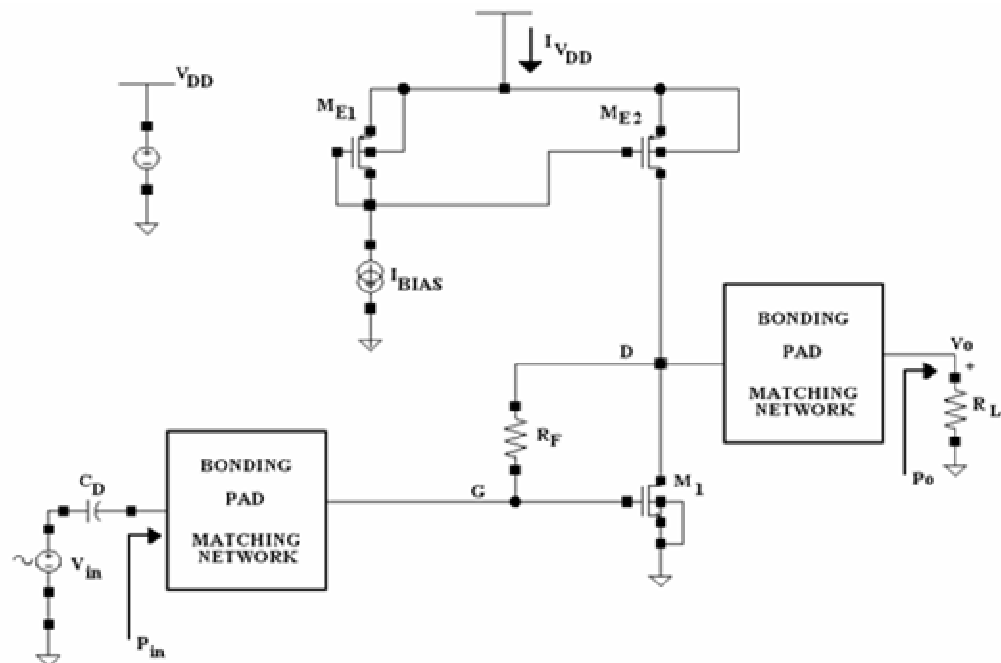 I VDD
VDD
ME1
ME2
IBIAS
BONDING
PAD
MATCHING
NETWORK
D
Vo
+
RL
RF
Po
BONDING
PAD
MATCHING
NETWORK
CD
G
M1
Vin
Pin